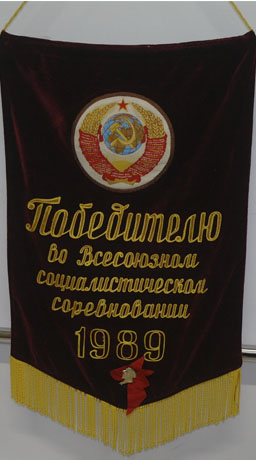 Победителю
во Всесоюзном
социалистическом
соревновании
1989